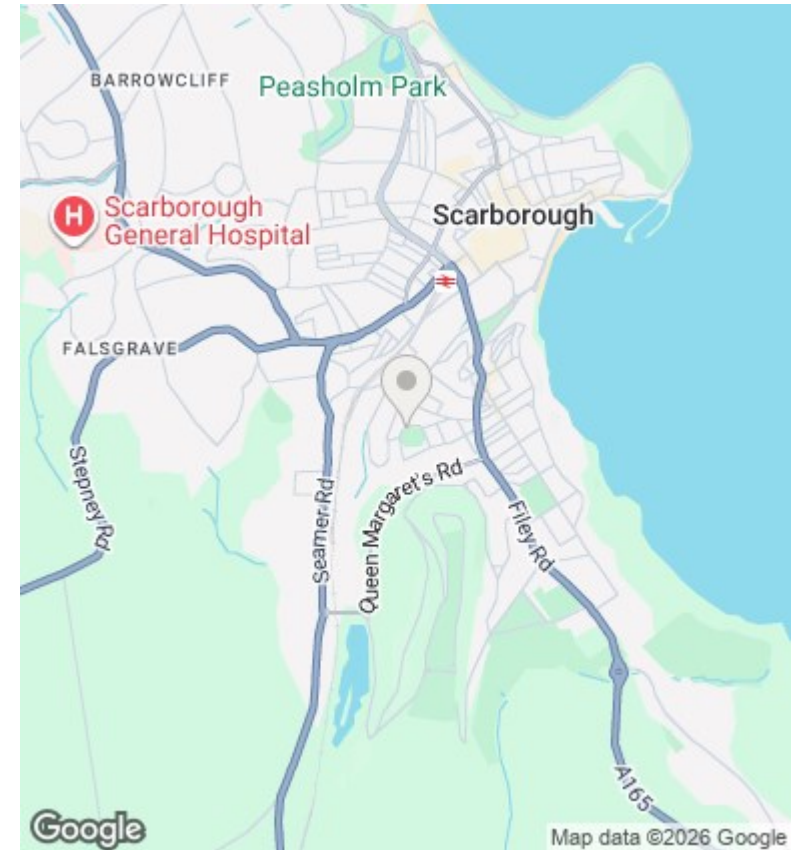 BARROWCLIFF
Peasholm Park
H
Scarborough
General Hospital
Scarborough
FALSGRAVE
Stepney Rd
Seamer Rd
Queen Margaret's Rd
Filey Rd
A165
Google
Map data ©2026 Google